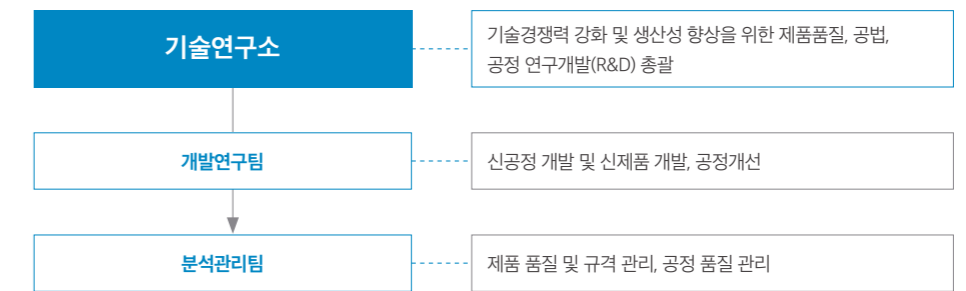 기술연구소
기술경쟁력 강화 및 생산성 향상을 위한 제품품질, 공법,
공정 연구개발(R&D) 총괄
개발연구팀
신공정 개발 및 신제품 개발, 공정개선
분석관리팀
제품 품질 및 규격 관리, 공정 품질 관리